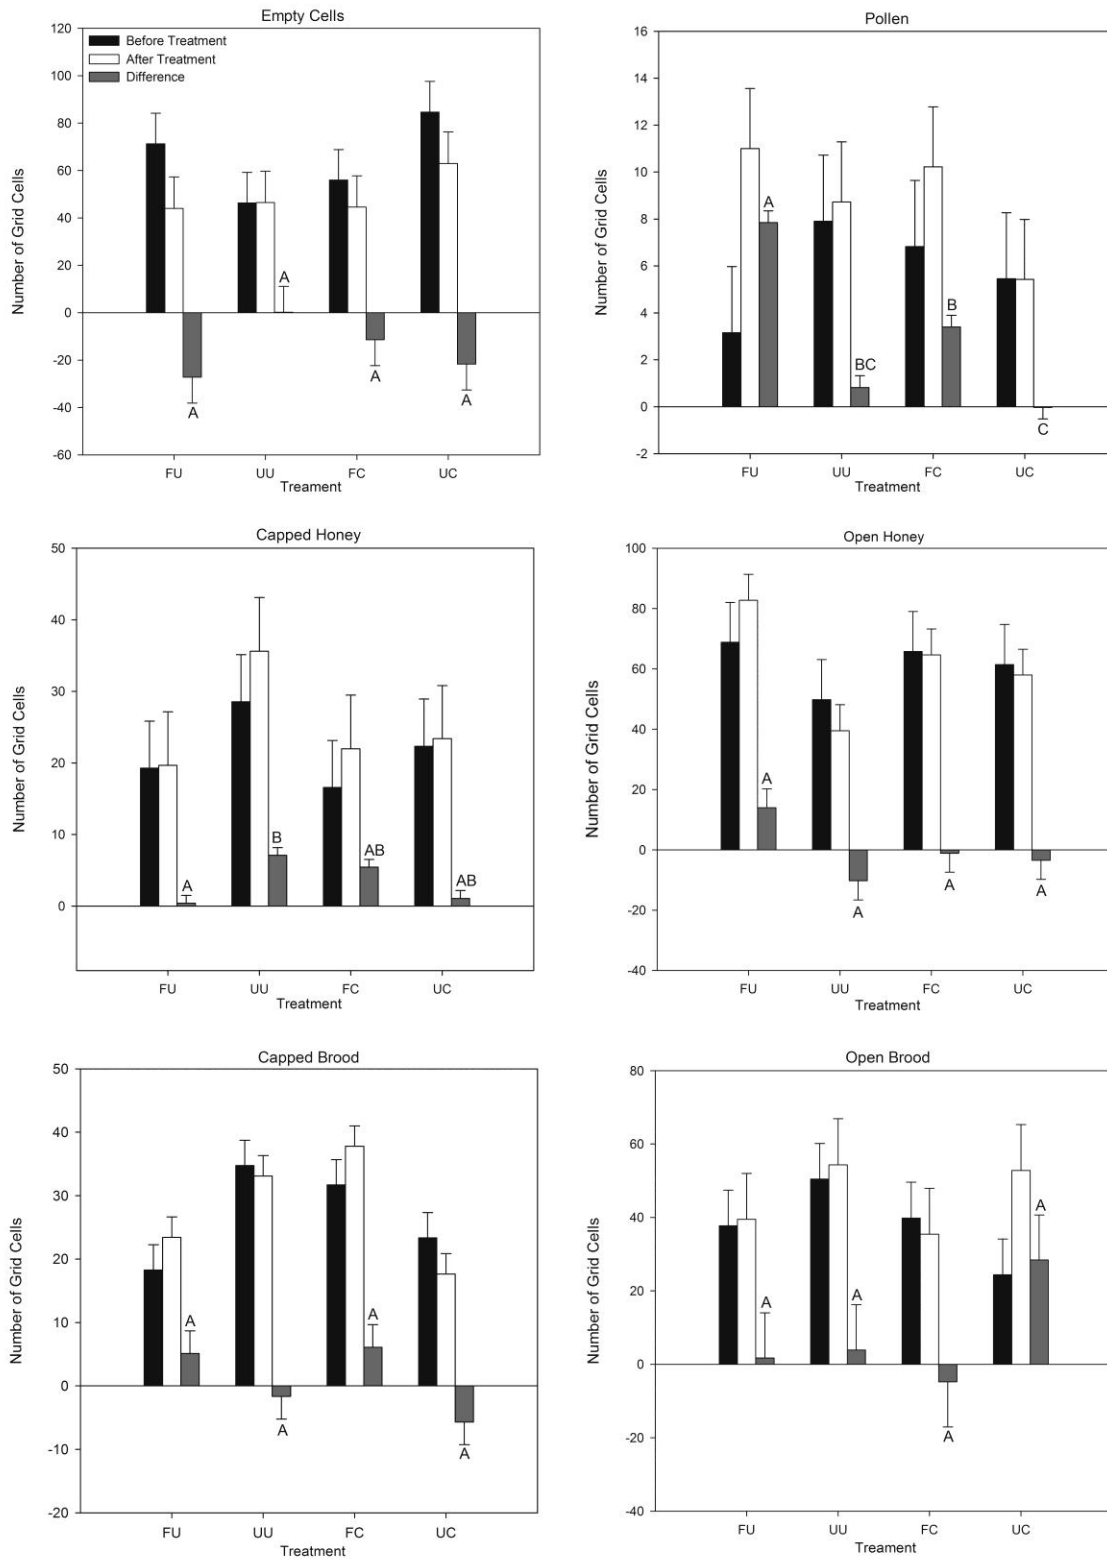 Empty Cells
Before Treatment
After Treatment
Difference
Number of Grid Cells
120
100
80
60
40
20
0
-20
-40
-60
A
A
A
A
FU UU FC UC
Treament
Pollen
Number of Grid Cells
16
14
12
10
8
6
4
2
0
-2
A
BC
B
C
FU UU FC UC
Treatment
Capped Honey
Number of Grid Cells
50
40
30
20
10
0
A
B
AB
AB
FU UU FC UC
Treatment
Open Honey
Number of Grid Cells
100
80
60
40
20
0
-20
-40
A
A
A
A
FU UU FC UC
Treatment
Capped Brood
Number of Grid Cells
50
40
30
20
10
0
-10
-20
A
A
A
A
FU UU FC UC
Treatment
Open Brood
Number of Grid Cells
80
60
40
20
0
-20
-40
A
A
A
A
FU UU FC UC
Treament